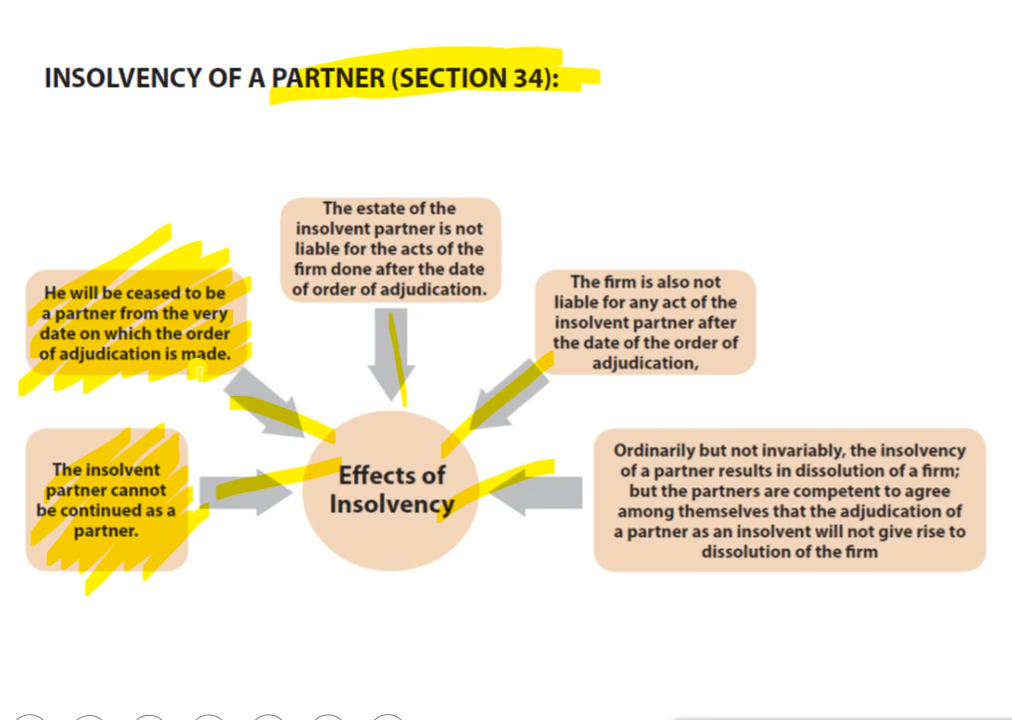 INSOLVENCY OF A PARTNER (SECTION 34):
The estate of the
insolvent partner is not
liable for the acts of the
firm done after the date
of order of adjudication.
He will be ceased to be
a partner from the very
date on which the order
of adjudication is made.
The firm is also not
liable for any act of the
insolvent partner after
the date of the order of
adjudication,
The insolvent
partner cannot
be continued as a
partner.
Effects of
Insolvency
Ordinarily but not invariably, the insolvency
of a partner results in dissolution of a firm;
but the partners are competent to agree
among themselves that the adjudication of
a partner as an insolvent will not give rise to
dissolution of the firm